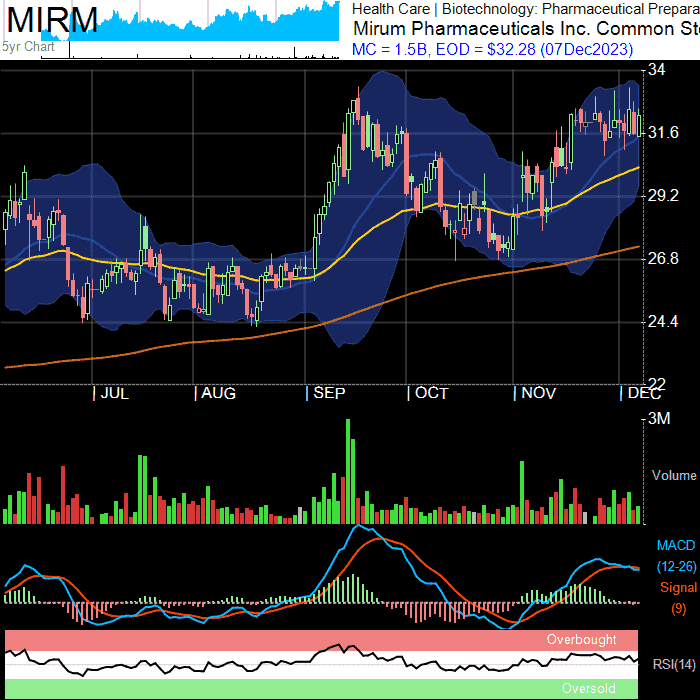 MIRM
5yr Chart
Health Care | Biotechnology: Pharmaceutical Prepara
Mirum Pharmaceuticals Inc. Common Sto
MC = 1.5B, EOD = $32.28 (07Dec2023)
34
31.6
29.2
26.8
24.4
22
| JUL | AUG | SEP | OCT | NOV | DEC
3M
Volume
MACD
(12-26)
Signal
(9)
Overbought
RSI(14)
Oversold